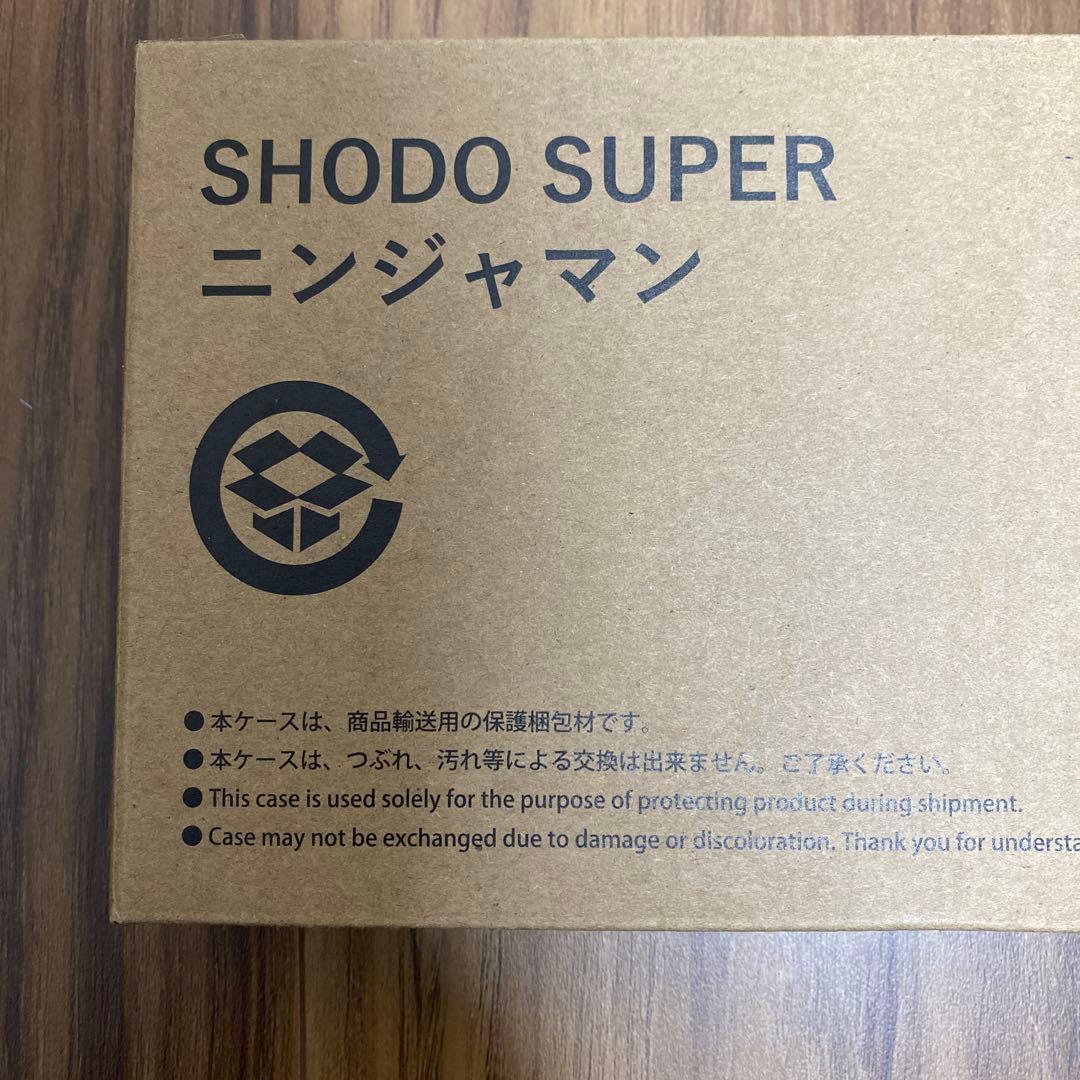 SHODO SUPER
ニンジャマン
● 本ケースは、商品輸送用の保護梱包材です。
● 本ケースは、つぶれ、汚れ等による交換は出来ません。ご了承ください。
● This case is used solely for the purpose of protecting product during shipment.
● Case may not be exchanged due to damage or discoloration. Thank you for understa